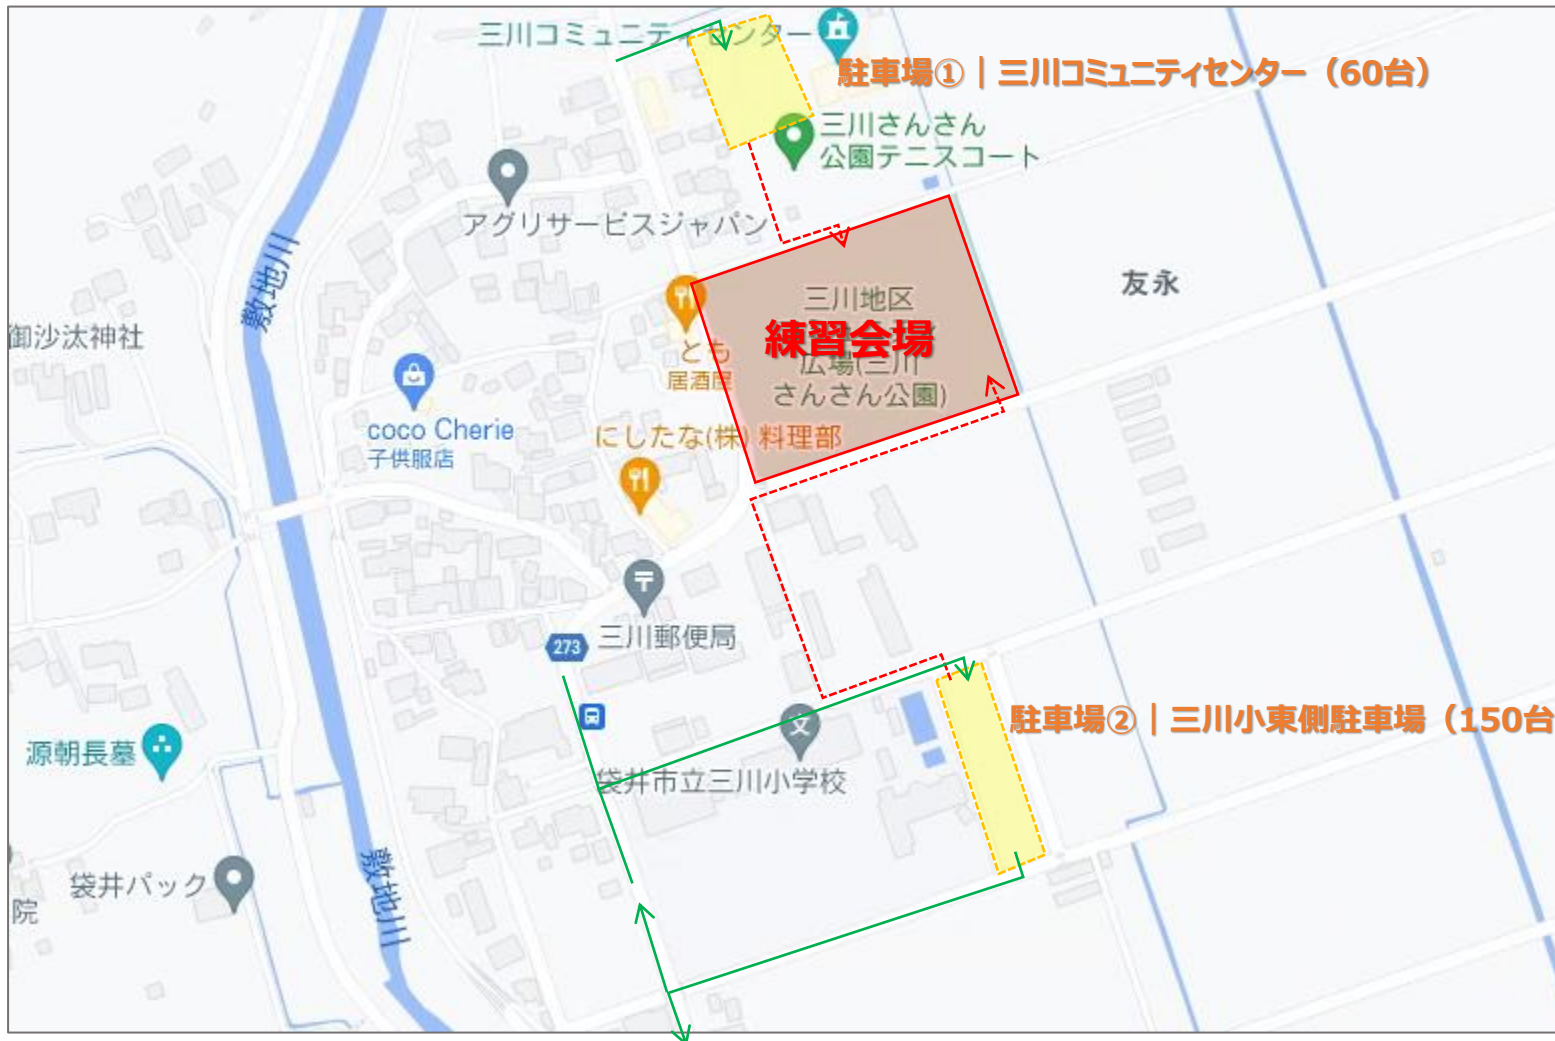 三川コミュニティセンター
駐車場①｜三川コミュニティセンター（60台）
三川さんさん
公園テニスコート
アグリサービスジャパン
敷地川
御沙汰神社
友永
三川地区
練習会場
広場(三川
さんさん公園)
とも
居酒屋
coco Cherie
子供服店
にしたな(株) 料理部
三川郵便局
273
駐車場②｜三川小東側駐車場（150台
文
源朝長墓
袋井市立三川小学校
敷地川
袋井パック
院